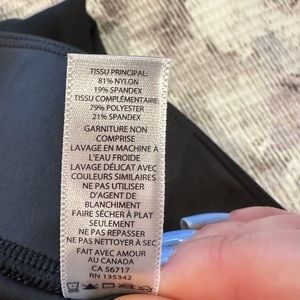 TISSU PRINCIPAL:
81% NYLON
19% SPANDEX
TISSU COMPLÉMENTAIRE:
79% POLYESTER
21% SPANDEX
GARNITURE NON
COMPRISE
LAVAGE EN MACHINE À
L'EAU FROIDE
LAVAGE DÉLICAT AVEC
COULEURS SIMILAIRES
NE PAS UTILISER
D'AGENT DE
BLANCHIMENT
FAIRE SÉCHER À PLAT
SEULEMENT
NE PAS REPASSER
NE PAS NETTOYER À SEC
FAIT AVEC AMOUR
AU CANADA
CA 56717
RN 135342